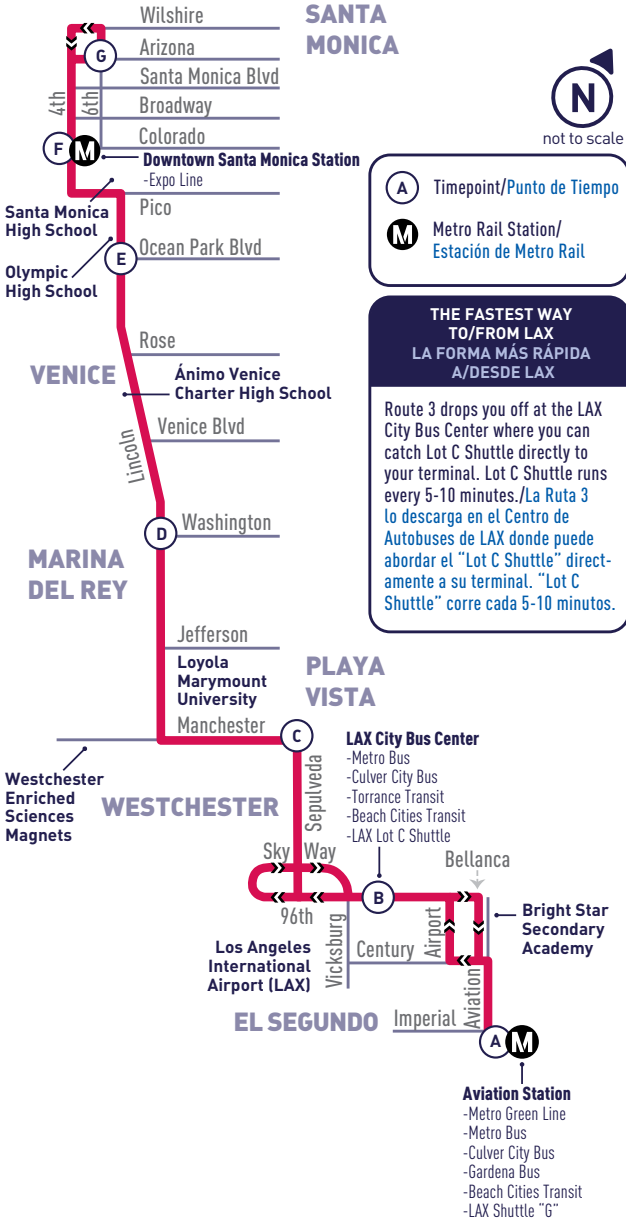 Wilshire
SANTA
MONICA
G
Arizona
Santa Monica Blvd
4th
6th
Broadway
Colorado
F
M
Downtown Santa Monica Station
-Expo Line
Santa Monica
High School
Pico
E
Ocean Park Blvd
Olympic
High School
Rose
VENICE
Ánimo Venice
Charter High School
Lincoln
Venice Blvd
D
Washington
MARINA
DEL REY
Jefferson
Loyola
Marymount
University
PLAYA
VISTA
Manchester
C
Westchester
Enriched
Sciences
Magnets
WESTCHESTER
Sepulveda
LAX City Bus Center
-Metro Bus
-Culver City Bus
-Torrance Transit
-Beach Cities Transit
-LAX Lot C Shuttle
Sky Way
Bellanca
B
96th
Vicksburg
Airport
Bright Star
Secondary
Academy
Los Angeles
International
Airport (LAX)
Century
Aviation
EL SEGUNDO
Imperial
A
M
Aviation Station
-Metro Green Line
-Metro Bus
-Culver City Bus
-Gardena Bus
-Beach Cities Transit
-LAX Shuttle "G"
N
not to scale
A
Timepoint/Punto de Tiempo
M
Metro Rail Station/
Estación de Metro Rail
THE FASTEST WAY
TO/FROM LAX
LA FORMA MÁS RÁPIDA
A/DESDE LAX
Route 3 drops you off at the LAX
City Bus Center where you can
catch Lot C Shuttle directly to
your terminal. Lot C Shuttle runs
every 5-10 minutes./La Ruta 3
lo descarga en el Centro de
Autobuses de LAX donde puede
abordar el “Lot C Shuttle” direct-
amente a su terminal. “Lot C
Shuttle” corre cada 5-10 minutos.